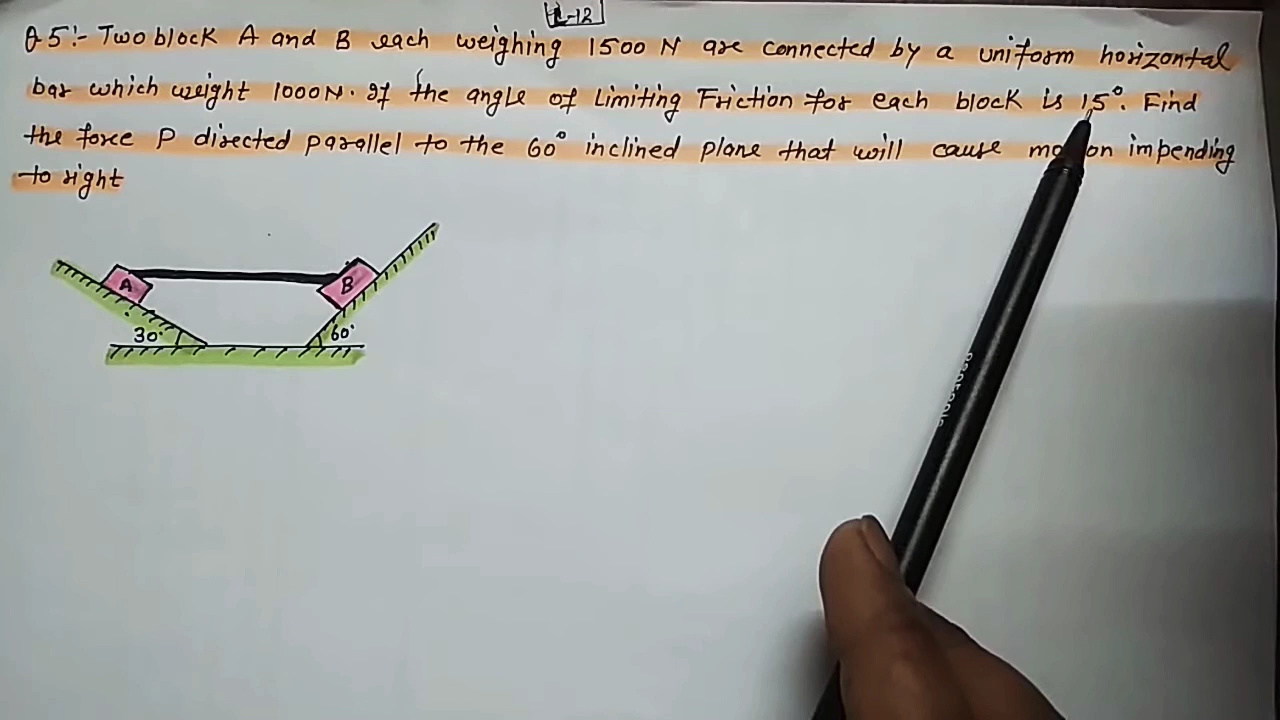 L-12
Q5:- Two block A and B each weighing 1500 N are connected by a uniform horizontal
bar which weight 1000N. If the angle of Limiting Friction for each block is 15°. Find
the force P directed parallel to the 60° inclined plane that will cause impending
to right
A
B
30°
60°